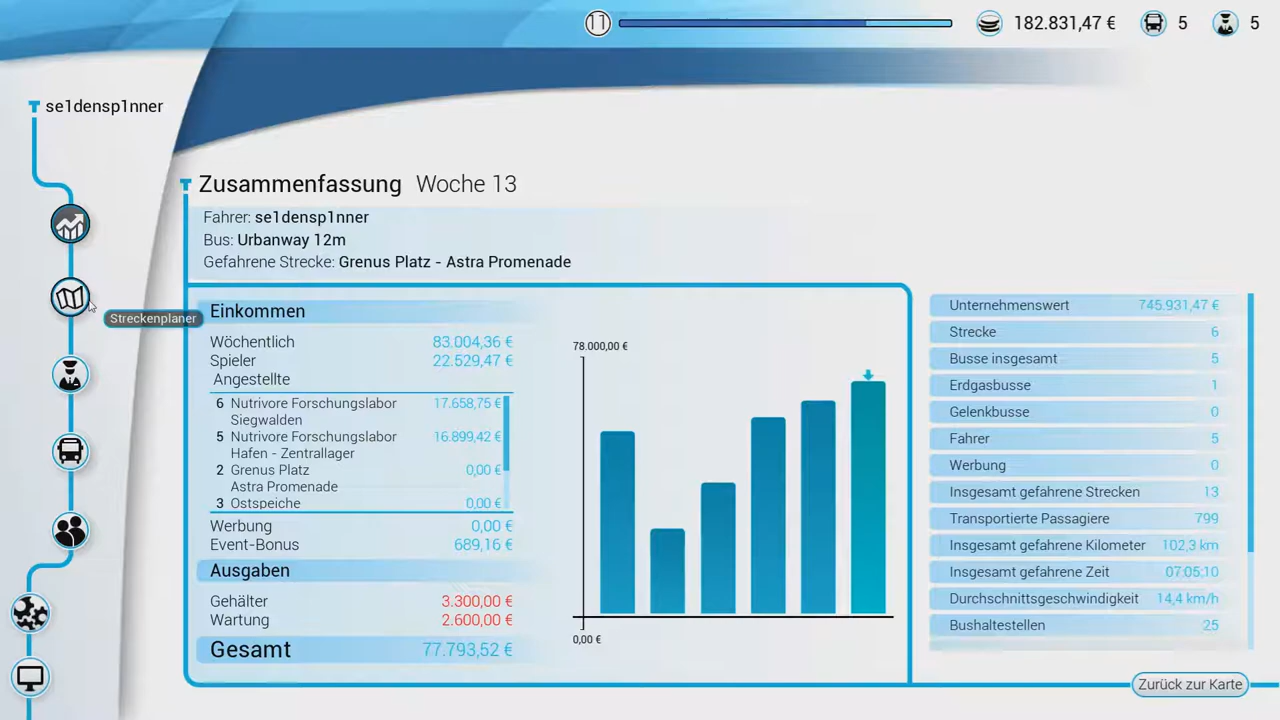 11
182.831,47 €
5
5
se1densp1nner
Streckenplaner
Zusammenfassung Woche 13
Fahrer: se1densp1nner
Bus: Urbanway 12m
Gefahrene Strecke: Grenus Platz - Astra Promenade
Einkommen
Wöchentlich 83.004,36 €
Spieler 22.529,47 €
Angestellte
6 Nutrivore Forschungslabor 17.658,75 €
Siegwalden
5 Nutrivore Forschungslabor 16.899,42 €
Hafen - Zentrallager
2 Grenus Platz 0,00 €
Astra Promenade
3 Ostspeiche 0,00 €
Werbung 0,00 €
Event-Bonus 689,16 €
Ausgaben
Gehälter 3.300,00 €
Wartung 2.600,00 €
Gesamt 77.793,52 €
78.000,00 €
0,00 €
Unternehmenswert 745.931,47 €
Strecke 6
Busse insgesamt 5
Erdgasbusse 1
Gelenkbusse 0
Fahrer 5
Werbung 0
Insgesamt gefahrene Strecken 13
Transportierte Passagiere 799
Insgesamt gefahrene Kilometer 102,3 km
Insgesamt gefahrene Zeit 07:05:10
Durchschnittsgeschwindigkeit 14,4 km/h
Bushaltestellen 25
Zurück zur Karte